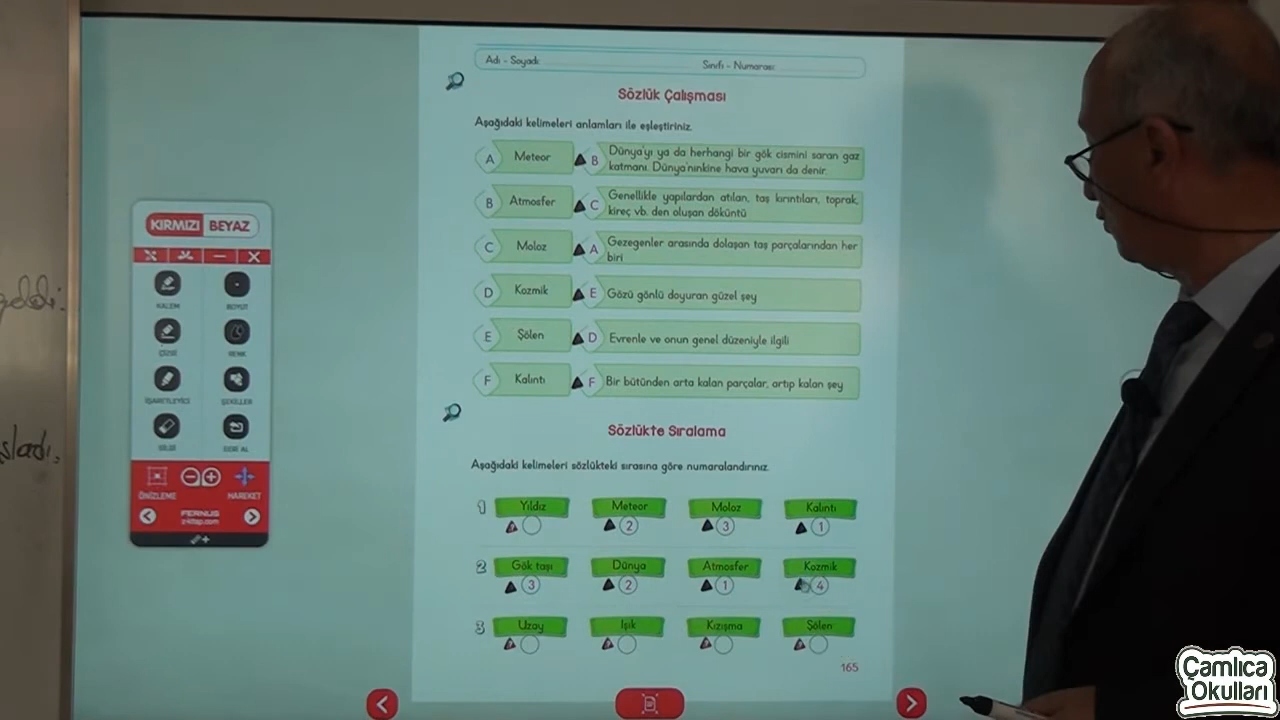 Adı - Soyadı:
Sınıfı - Numarası:
Sözlük Çalışması
Aşağıdaki kelimeleri anlamları ile eşleştiriniz.
A Meteor
B Dünya'yı ya da herhangi bir gök cismini saran gaz
katmanı. Dünya'nınkine hava yuvarı da denir.
B Atmosfer
C Genellikle yapılardan atılan, taş kırıntıları, toprak,
kireç vb. den oluşan döküntü
C Moloz
A Gezegenler arasında dolaşan taş parçalarından her
biri
D Kozmik
E Gözü gönlü doyuran güzel şey
E Şölen
D Evrenle ve onun genel düzeniyle ilgili
F Kalıntı
F Bir bütünden arta kalan parçalar, artıp kalan şey
Sözlükte Sıralama
Aşağıdaki kelimeleri sözlükteki sırasına göre numaralandırınız.
1 Yıldız Meteor Moloz Kalıntı
2 3 1
2 Gök taşı Dünya Atmosfer Kozmik
3 2 1 4
3 Uzay Işık Kızışma Şölen
165
KIRMIZI BEYAZ
KALEM BOYUT
ÇİZGİ RENK
İŞARETLEYİCİ ŞEKİLLER
SİLGİ GERİ AL
ÖNİZLEME HAREKET
FERNUS
z-kitap.com
Çamlıca
Okulları